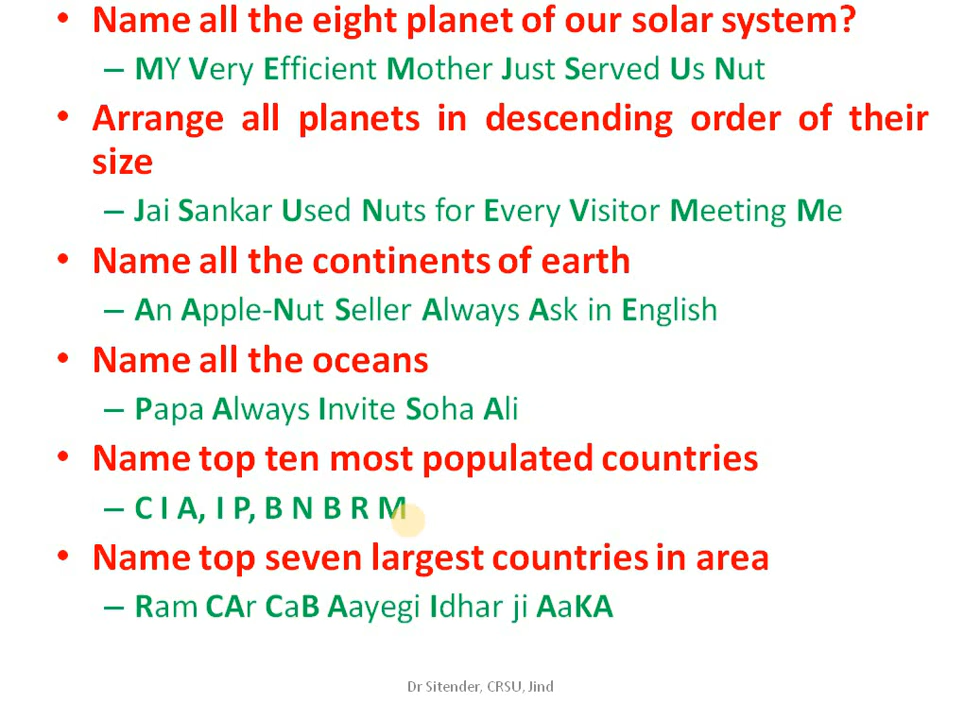 • Name all the eight planet of our solar system?
– MY Very Efficient Mother Just Served Us Nut
• Arrange all planets in descending order of their
size
– Jai Sankar Used Nuts for Every Visitor Meeting Me
• Name all the continents of earth
– An Apple-Nut Seller Always Ask in English
• Name all the oceans
– Papa Always Invite Soha Ali
• Name top ten most populated countries
– C I A, I P, B N B R M
• Name top seven largest countries in area
– Ram CAr CaB Aayegi Idhar ji AaKA
Dr Sitender, CRSU, Jind